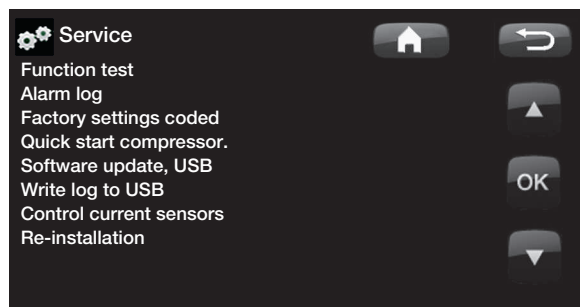 Service
Function test
Alarm log
Factory settings coded
Quick start compressor.
Software update, USB
Write log to USB
OK
Control current sensors
Re-installation